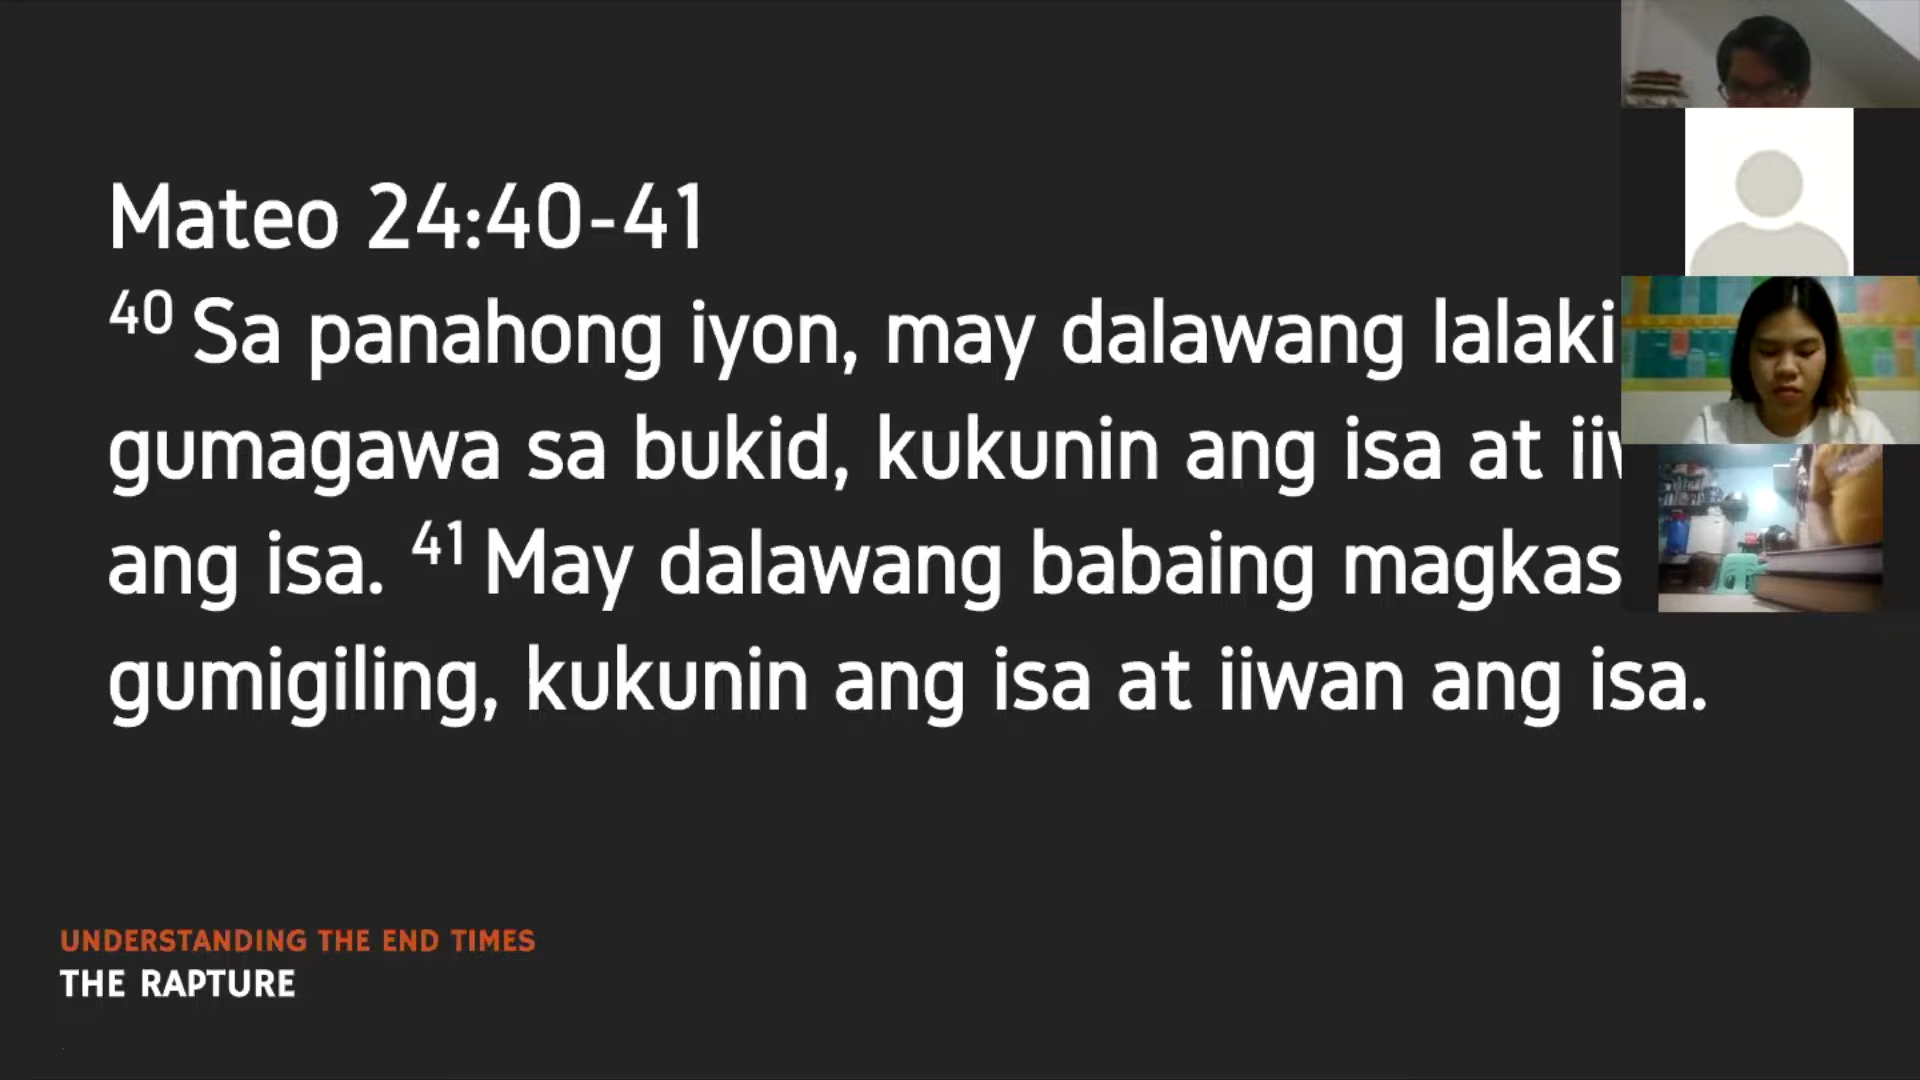 Mateo 24:40-41
40 Sa panahong iyon, may dalawang lalaki
gumagawa sa bukid, kukunin ang isa at
ang isa. 41 May dalawang babaing
gumigiling, kukunin ang isa at iiwan ang isa.
UNDERSTANDING THE END TIMES
THE RAPTURE